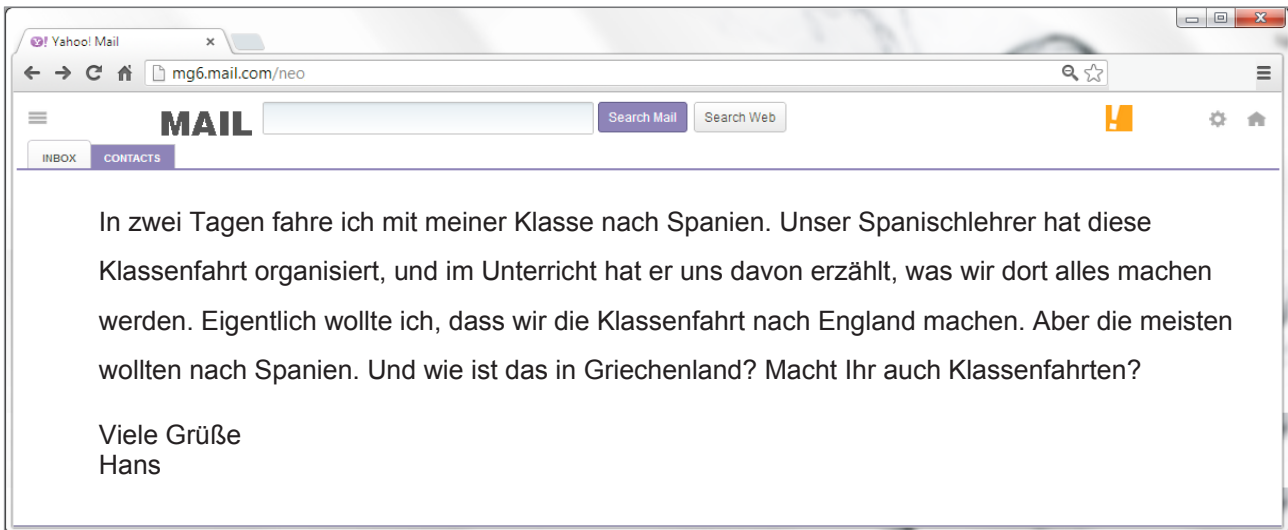 Yahoo! Mail
mg6.mail.com/neo
MAIL
Search Mail
Search Web
INBOX
CONTACTS
In zwei Tagen fahre ich mit meiner Klasse nach Spanien. Unser Spanischlehrer hat diese
Klassenfahrt organisiert, und im Unterricht hat er uns davon erzählt, was wir dort alles machen
werden. Eigentlich wollte ich, dass wir die Klassenfahrt nach England machen. Aber die meisten
wollten nach Spanien. Und wie ist das in Griechenland? Macht Ihr auch Klassenfahrten?
Viele Grüße
Hans